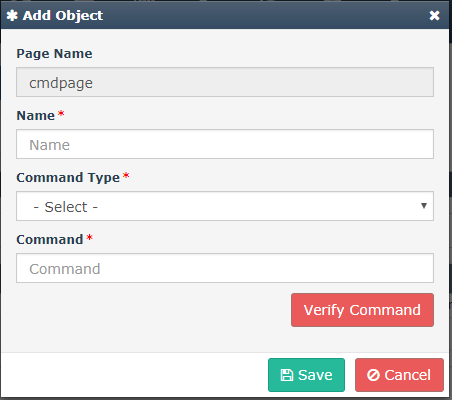 ✱ Add Object ✖
Page Name
cmdpage
Name *
Name
Command Type *
- Select -
Command *
Command
Verify Command
Save Cancel